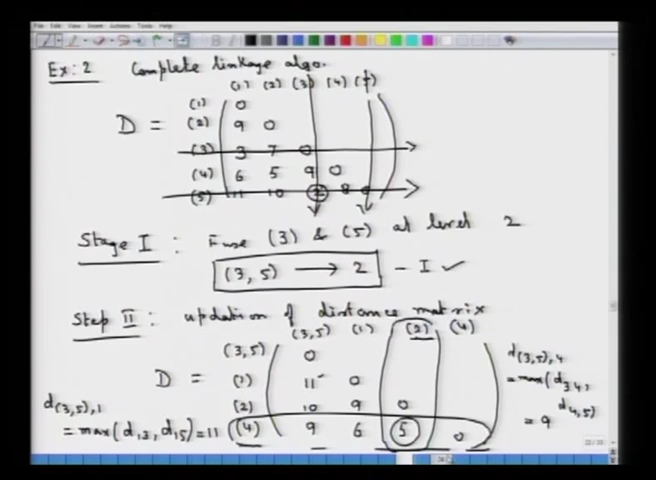 Ex: 2 Complete linkage algo.
(1) (2) (3) (4) (5)
(1) 0
D = (2) 9 0
(3) 3 7 0
(4) 6 5 9 0
(5) 11 10 2 8 0
Stage I : Fuse (3) & (5) at level 2
(3, 5) → 2 – I ✓
Step II : updation of distance matrix
(3,5) (1) (2) (4)
(3,5) 0
D = (1) 11 0
(2) 10 9 0
(4) 9 6 5 0
d(3,5),1
= max(d13, d15) = 11
d(3,5),4
= max(d34,
d4,5)
= 9